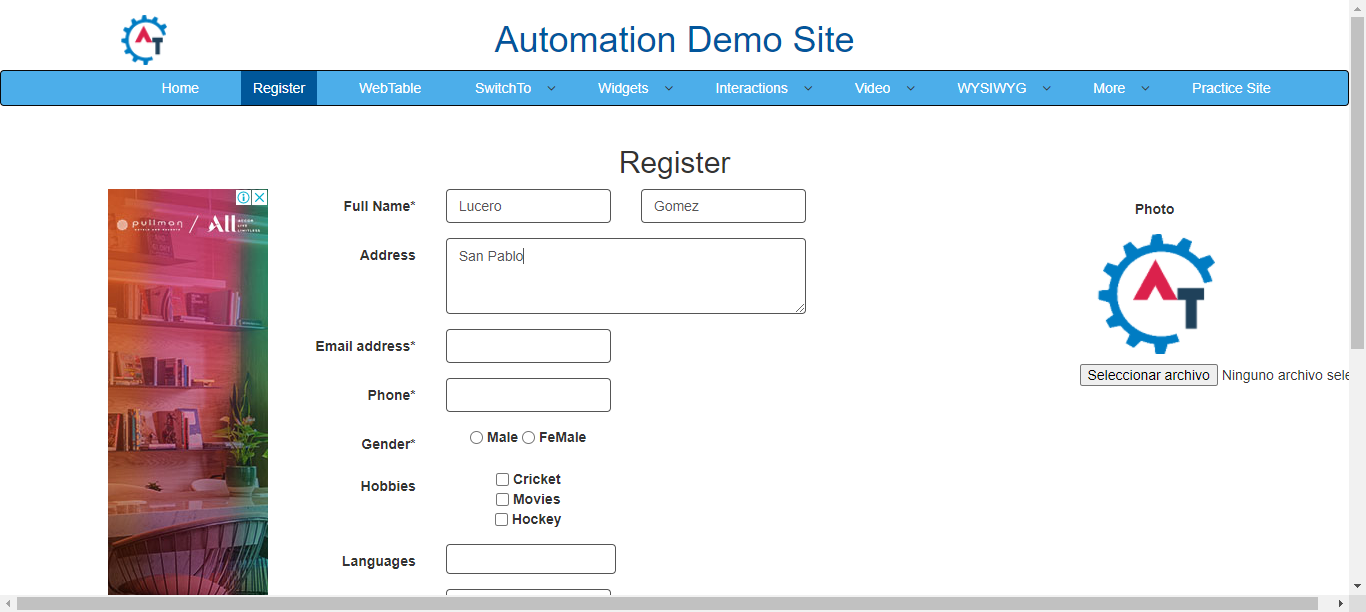 AT
Automation Demo Site
Home Register WebTable SwitchTo Widgets Interactions Video WYSIWYG More Practice Site
Register
pullman / ALL
Full Name* Lucero Gomez
Photo
Address San Pablo
AT
Email address*
Seleccionar archivo Ninguno archivo sele
Phone*
Gender* Male FeMale
Hobbies Cricket
Movies
Hockey
Languages